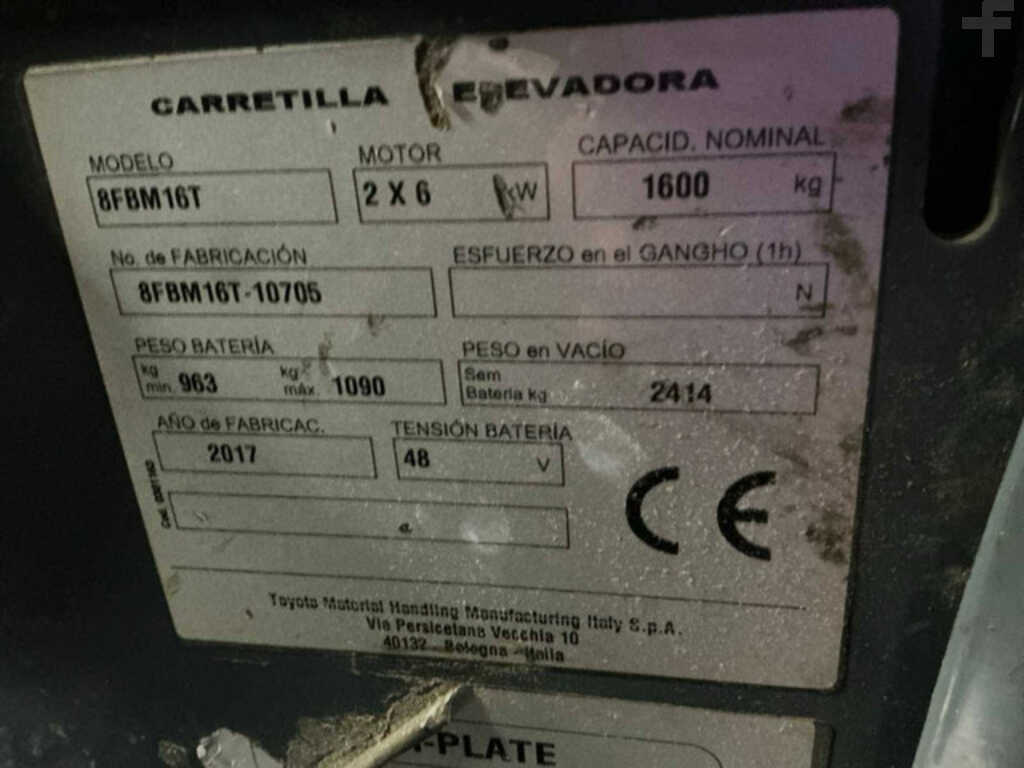 CARRETILLA ELEVADORA
MODELO MOTOR CAPACID. NOMINAL
8FBM16T 2 X 6 kW 1600 kg
No. de FABRICACIÓN ESFUERZO en el GANGHO (1h)
8FBM16T-10705 N
PESO BATERÍA PESO en VACÍO
kg min. 963 kg máx. 1090 Sem Batería kg 2414
AÑO de FABRICAC. TENSIÓN BATERÍA
2017 48 V
CE
Toyota Material Handling Manufacturing Italy S.p.A.
Via Persicetana Vecchia 10
40132 Bologna - Italia
-PLATE
f